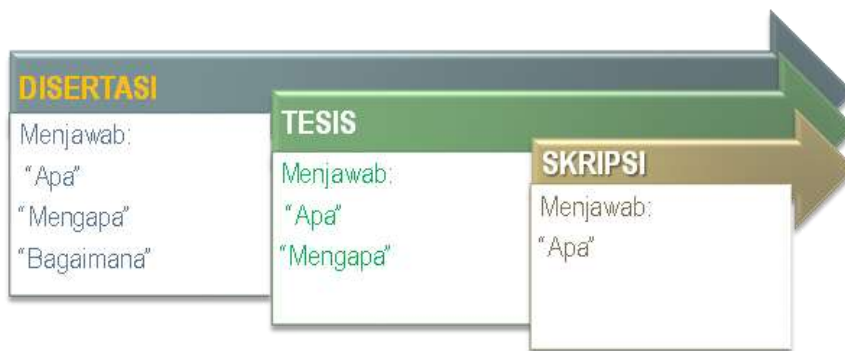 DISERTASI
Menjawab:
“Apa”
“Mengapa”
“Bagaimana”
TESIS
Menjawab:
“Apa”
“Mengapa”
SKRIPSI
Menjawab:
“Apa”